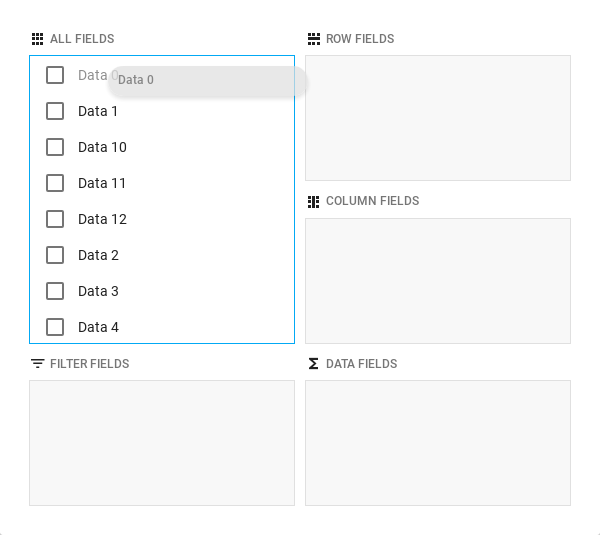 ALL FIELDS
Data 0
Data 0
Data 1
Data 10
Data 11
Data 12
Data 2
Data 3
Data 4
ROW FIELDS
COLUMN FIELDS
FILTER FIELDS
DATA FIELDS